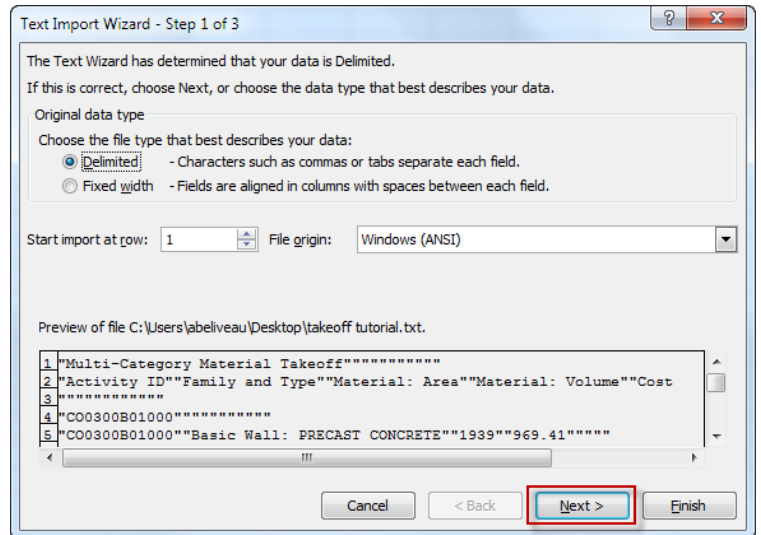 Text Import Wizard - Step 1 of 3
The Text Wizard has determined that your data is Delimited.
If this is correct, choose Next, or choose the data type that best describes your data.
Original data type
Choose the file type that best describes your data:
Delimited - Characters such as commas or tabs separate each field.
Fixed width - Fields are aligned in columns with spaces between each field.
Start import at row: 1 File origin: Windows (ANSI)
Preview of file C:\Users\abeliveau\Desktop\takeoff tutorial.txt.
1 "Multi-Category Material Takeoff"""""""""""
2 "Activity ID""Family and Type""Material: Area""Material: Volume""Cost
3 """"""""""""
4 "CO0300B01000"""""""""""
5 "CO0300B01000""Basic Wall: PRECAST CONCRETE""1939""969.41"""""
Cancel < Back Next > Finish